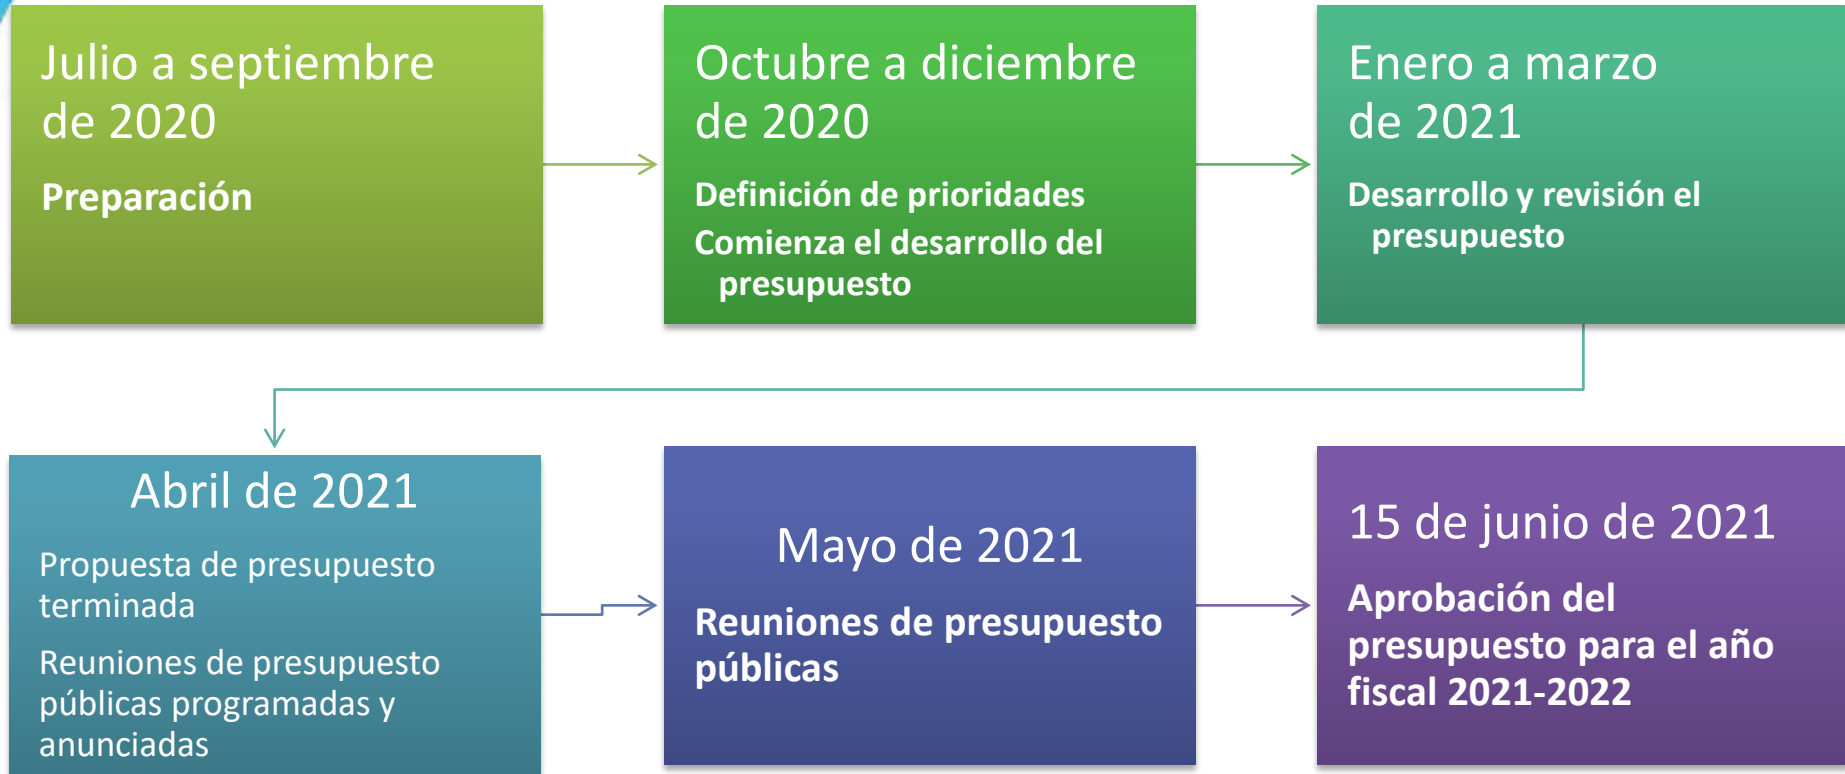 Julio a septiembre
de 2020
Preparación
Octubre a diciembre
de 2020
Definición de prioridades
Comienza el desarrollo del
presupuesto
Enero a marzo
de 2021
Desarrollo y revisión el
presupuesto
Abril de 2021
Propuesta de presupuesto
terminada
Reuniones de presupuesto
públicas programadas y
anunciadas
Mayo de 2021
Reuniones de presupuesto
públicas
15 de junio de 2021
Aprobación del
presupuesto para el año
fiscal 2021-2022